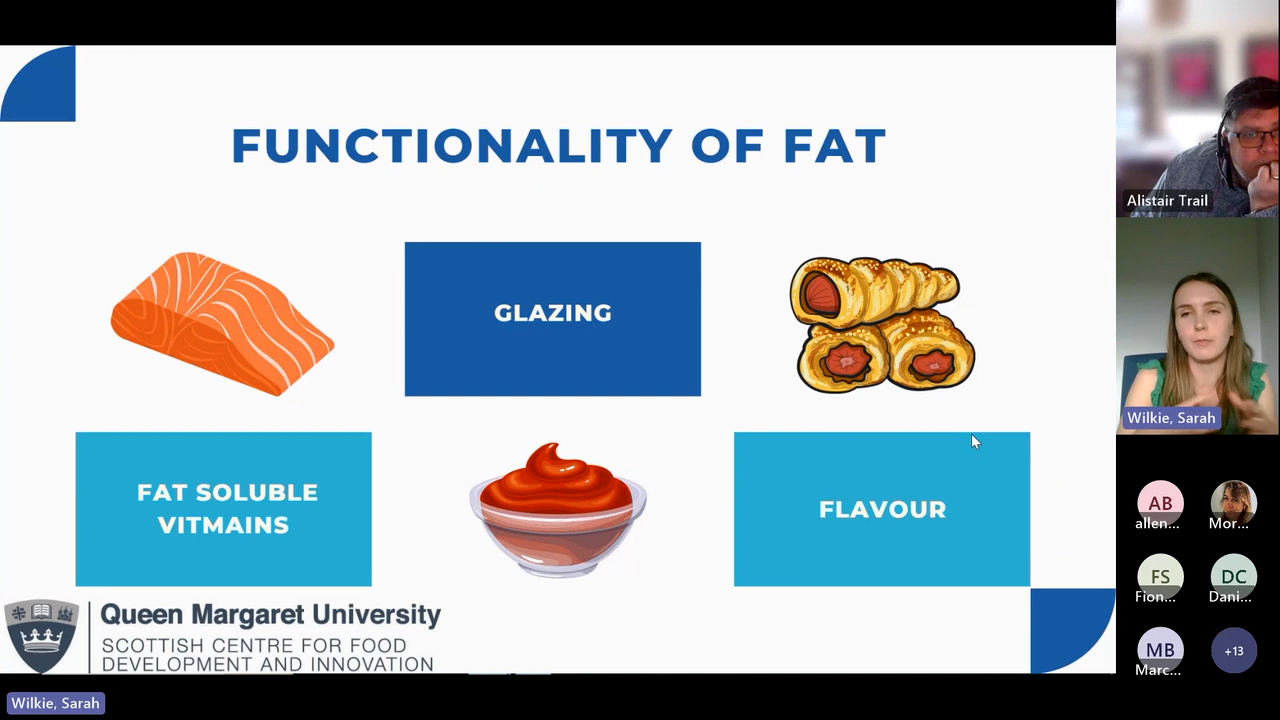 FUNCTIONALITY OF FAT
GLAZING
FAT SOLUBLE
VITMAINS
FLAVOUR
Queen Margaret University
SCOTTISH CENTRE FOR FOOD
DEVELOPMENT AND INNOVATION
Wilkie, Sarah
Alistair Trail
Wilkie, Sarah
AB
allen...
Mor...
FS
Fion...
DC
Dani...
MB
Marc...
+13